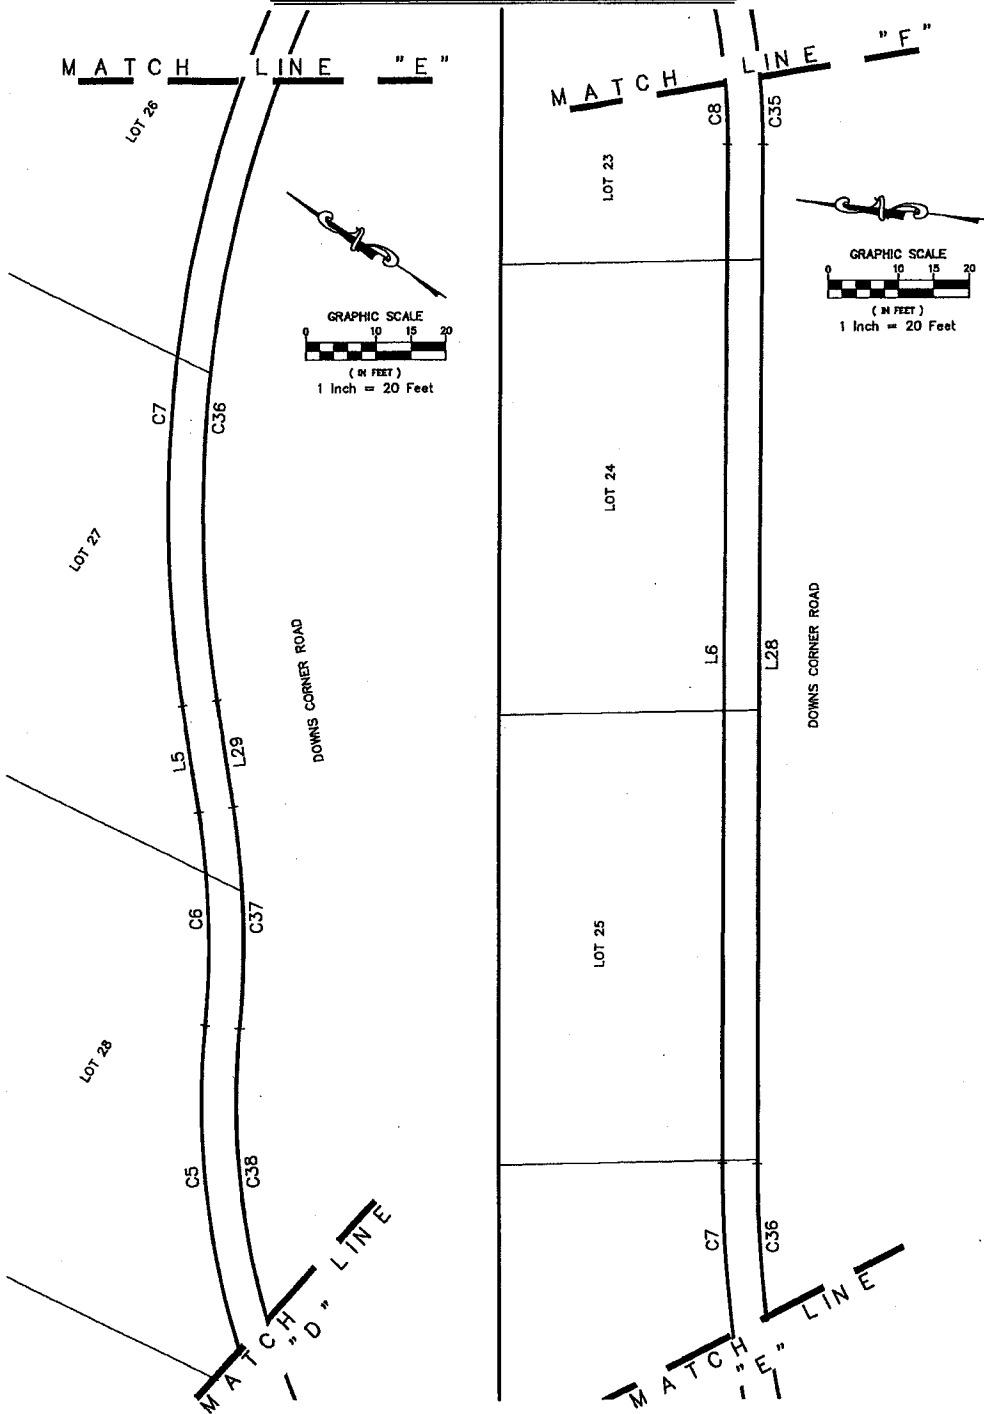 MATCH LINE "E"
LOT 26
GRAPHIC SCALE
0 10 15 20
( IN FEET )
1 Inch = 20 Feet
C7
C36
LOT 27
DOWNS CORNER ROAD
L5
L29
C6
C37
LOT 28
C5
C38
MATCH LINE
"D"
MATCH LINE "F"
C8
C35
LOT 23
GRAPHIC SCALE
0 10 15 20
( IN FEET )
1 Inch = 20 Feet
LOT 24
L6
L28
DOWNS CORNER ROAD
LOT 25
C7
C36
MATCH LINE
"E"